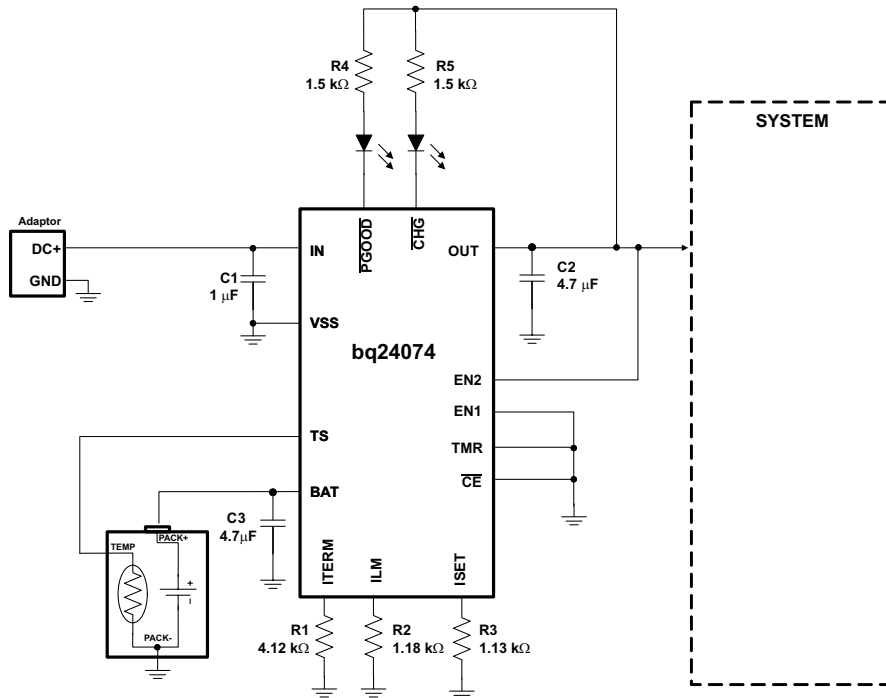 R4
1.5 kΩ
R5
1.5 kΩ
SYSTEM
Adaptor
DC+
GND
IN
PGOOD
CHG
OUT
C1
1 μF
C2
4.7 μF
VSS
bq24074
EN2
EN1
TS
TMR
CE
BAT
C3
4.7μF
PACK+
TEMP
+
–
PACK-
ITERM
ILM
ISET
R1
4.12 kΩ
R2
1.18 kΩ
R3
1.13 kΩ